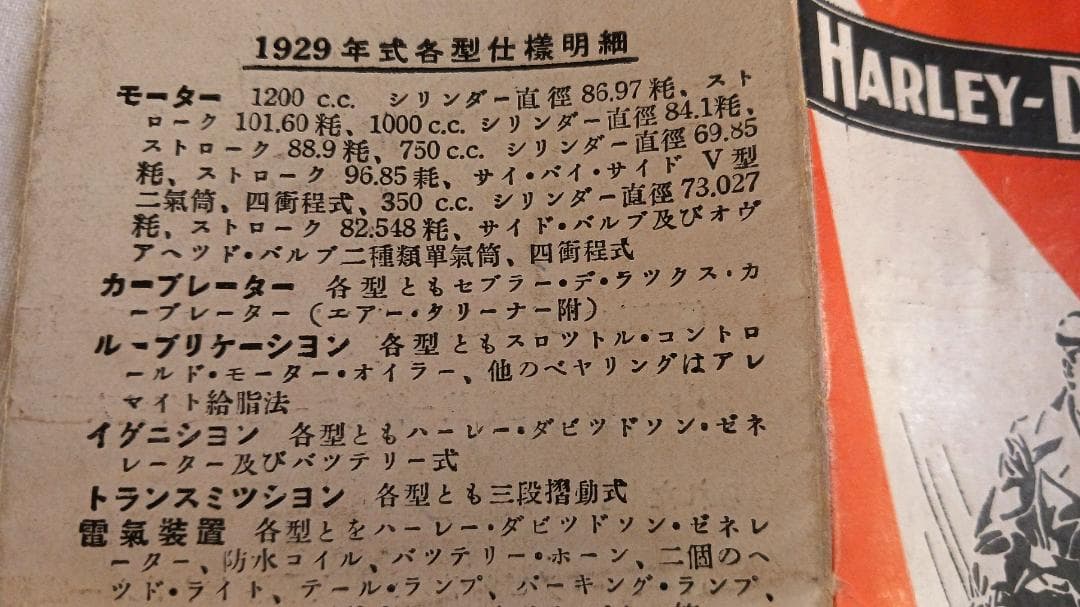 1929年式各型仕樣明細
モーター 1200 c.c. シリンダー直徑 86.97 粍、スト
ローク 101.60 粍、1000 c.c. シリンダー直徑 84.1粍、
ストローク 88.9 粍、750 c.c. シリンダー直徑 69.85
粍、ストローク 96.85 粍、サイ・バイ・サイド V 型
二氣筒、四衝程式、350 c.c. シリンダー直徑 73.027
粍、ストローク 82.548 粍、サイド・バルブ及びオヴ
アヘツド・バルブ二種類單氣筒、四衝程式
カーブレーター 各型ともセブラー・デ・ラツクス・カ
ーブレーター (エアー・クリーナー附)
ルーブリケーシヨン 各型ともスロツトル・コントロ
ールド・モーター・オイラー、他のベヤリングはアレ
マイト給脂法
イグニシヨン 各型ともハーレー・ダビツドソン・ゼネ
レーター及びバツテリー式
トランスミツシヨン 各型とも三段摺動式
電氣裝置 各型とをハーレー・ダビツドソン・ゼネレ
ーター、防水コイル、バツテリー・ホーン、二個のヘ
ツド・ライト、テール・ランプ、パーキング・ランプ、
HARLEY-D